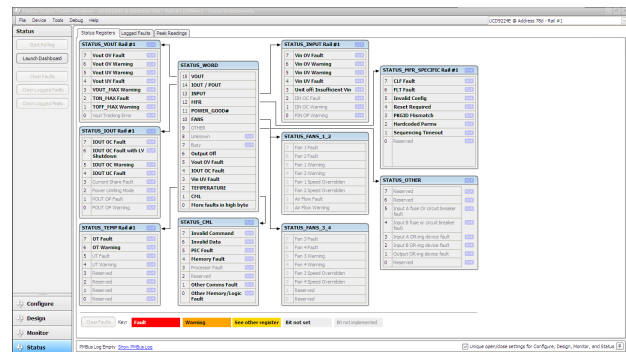 File Device Tools Debug Help
UCD9229E @ Address 78d - Rail #1
Status
Start Polling
Launch Dashboard
Clear Faults
Clear Logged Faults
Clear Logged Peaks
Configure
Design
Monitor
Status
Status Registers Logged Faults Peak Readings
STATUS_VOUT Rail #1
7 Vout OV Fault
6 Vout OV Warning
5 Vout UV Warning
4 Vout UV Fault
3 VOUT_MAX Warning
2 TON_MAX Fault
1 TOFF_MAX Warning
0 Vout Tracking Error
STATUS_IOUT Rail #1
7 IOUT OC Fault
6 IOUT OC Fault with LV
Shutdown
5 IOUT OC Warning
4 IOUT UC Fault
3 Current Share Fault
2 Power Limiting Mode
1 POUT OP Fault
0 POUT OP Warning
STATUS_TEMP Rail #1
7 OT Fault
6 OT Warning
5 UT Fault
4 UT Warning
3 Reserved
2 Reserved
1 Reserved
0 Reserved
STATUS_WORD
15 VOUT
14 IOUT / POUT
13 INPUT
12 MFR
11 POWER_GOOD#
10 FANS
9 OTHER
8 Unknown
7 Busy
6 Output Off
5 Vout OV Fault
4 IOUT OC Fault
3 Vin UV Fault
2 TEMPERATURE
1 CML
0 More faults in high byte
STATUS_CML
7 Invalid Command
6 Invalid Data
5 PEC Fault
4 Memory Fault
3 Processor Fault
2 Reserved
1 Other Comms Fault
0 Other Memory/Logic
Fault
STATUS_INPUT Rail #1
7 Vin OV Fault
6 Vin OV Warning
5 Vin UV Warning
4 Vin UV Fault
3 Unit off: Insufficient Vin
2 IIN OC Fault
1 IIN OC Warning
0 PIN OP Warning
STATUS_FANS_1_2
7 Fan 1 Fault
6 Fan 2 Fault
5 Fan 1 Warning
4 Fan 2 Warning
3 Fan 1 Speed Overridden
2 Fan 2 Speed Overridden
1 Air Flow Fault
0 Air Flow Warning
STATUS_FANS_3_4
7 Fan 3 Fault
6 Fan 4 Fault
5 Fan 3 Warning
4 Fan 4 Warning
3 Fan 3 Speed Overridden
2 Fan 4 Speed Overridden
1 Reserved
0 Reserved
STATUS_MFR_SPECIFIC Rail #1
7 CLF Fault
6 FLT Fault
5 Invalid Config
4 Reset Required
3 PKGID Mismatch
2 Hardcoded Parms
1 Sequencing Timeout
0 Reserved
STATUS_OTHER
7 Reserved
6 Reserved
5 Input A fuse Or circuit breaker
fault
4 Input B fuse or circuit breaker
fault
3 Input A OR-ing device fault
2 Input B OR-ing device fault
1 Output OR-ing device fault
0 Reserved
Clear Faults Key: Fault Warning See other register Bit not set Bit not implemented
PMBus Log Empty Show PMBus Log
Unique open/close settings for Configure, Design, Monitor, and Status